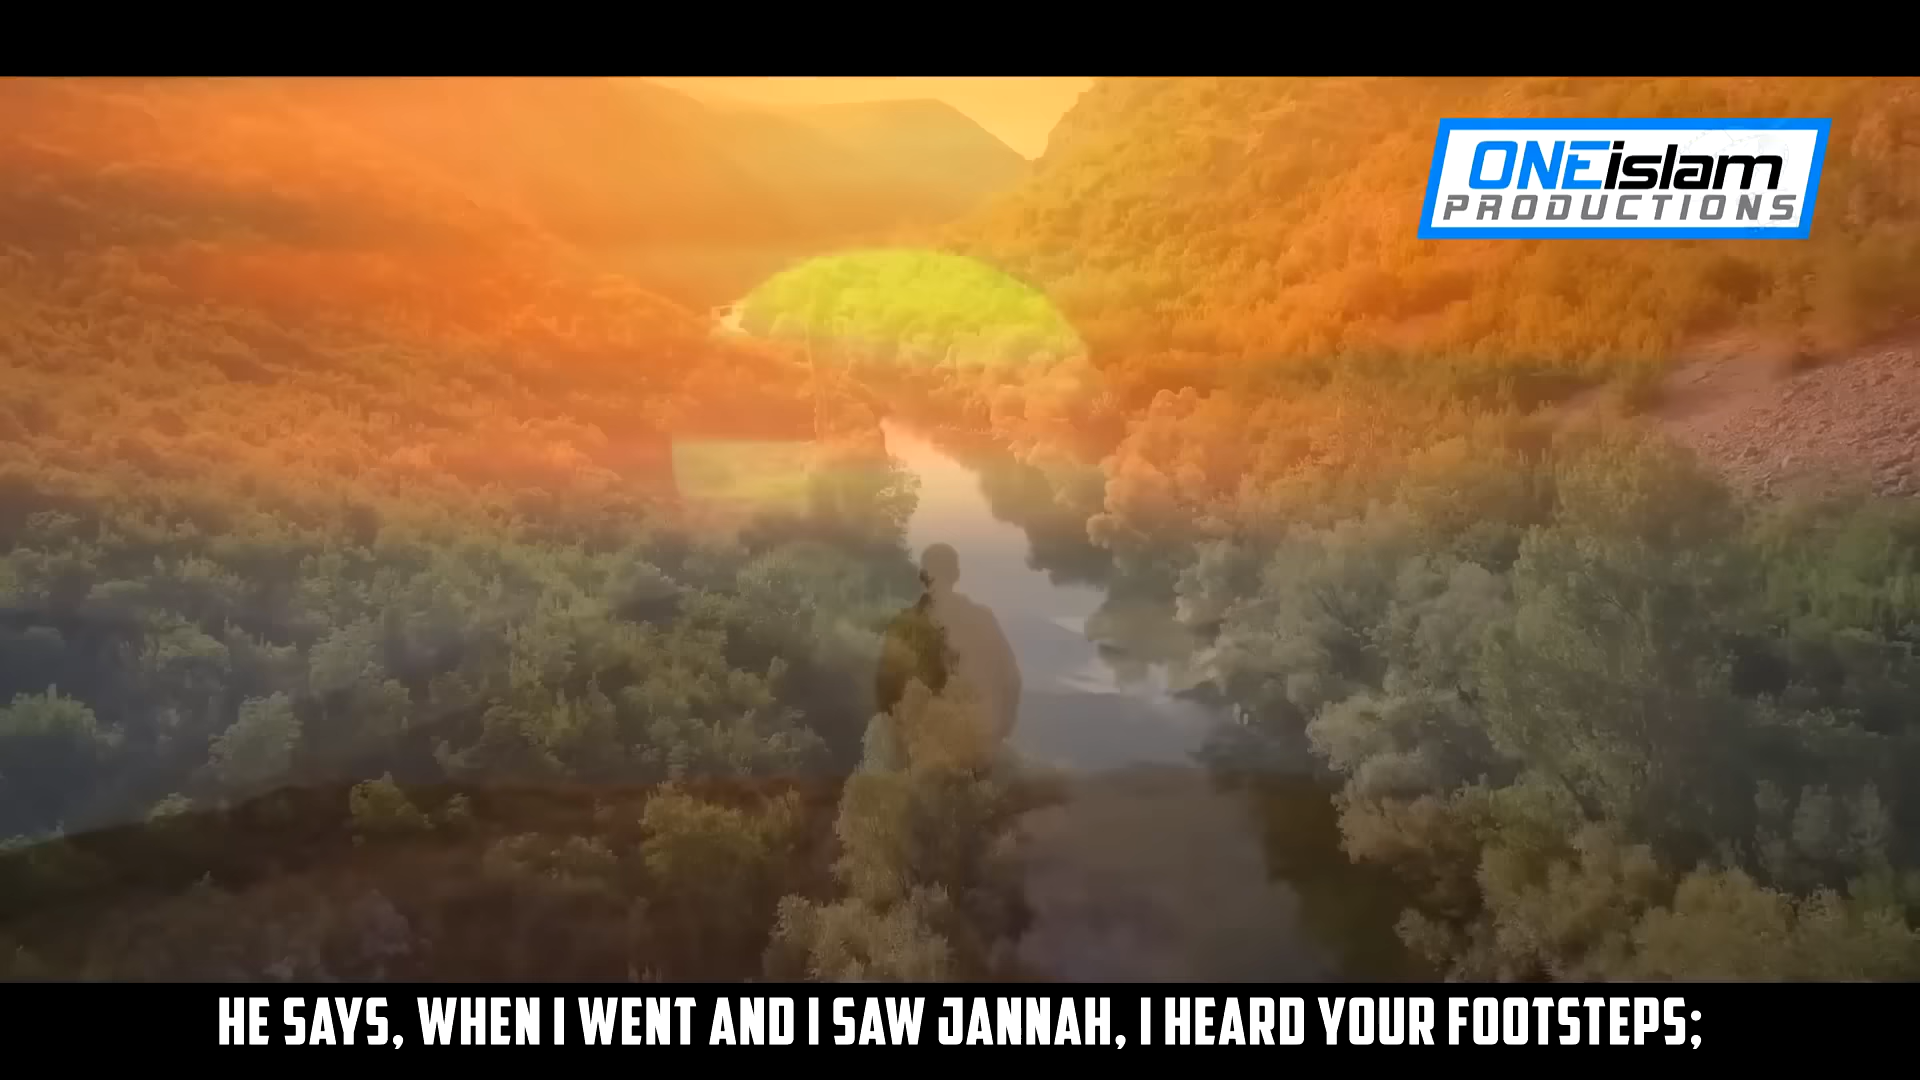 ONEislam
PRODUCTIONS
HE SAYS, WHEN I WENT AND I SAW JANNAH, I HEARD YOUR FOOTSTEPS;